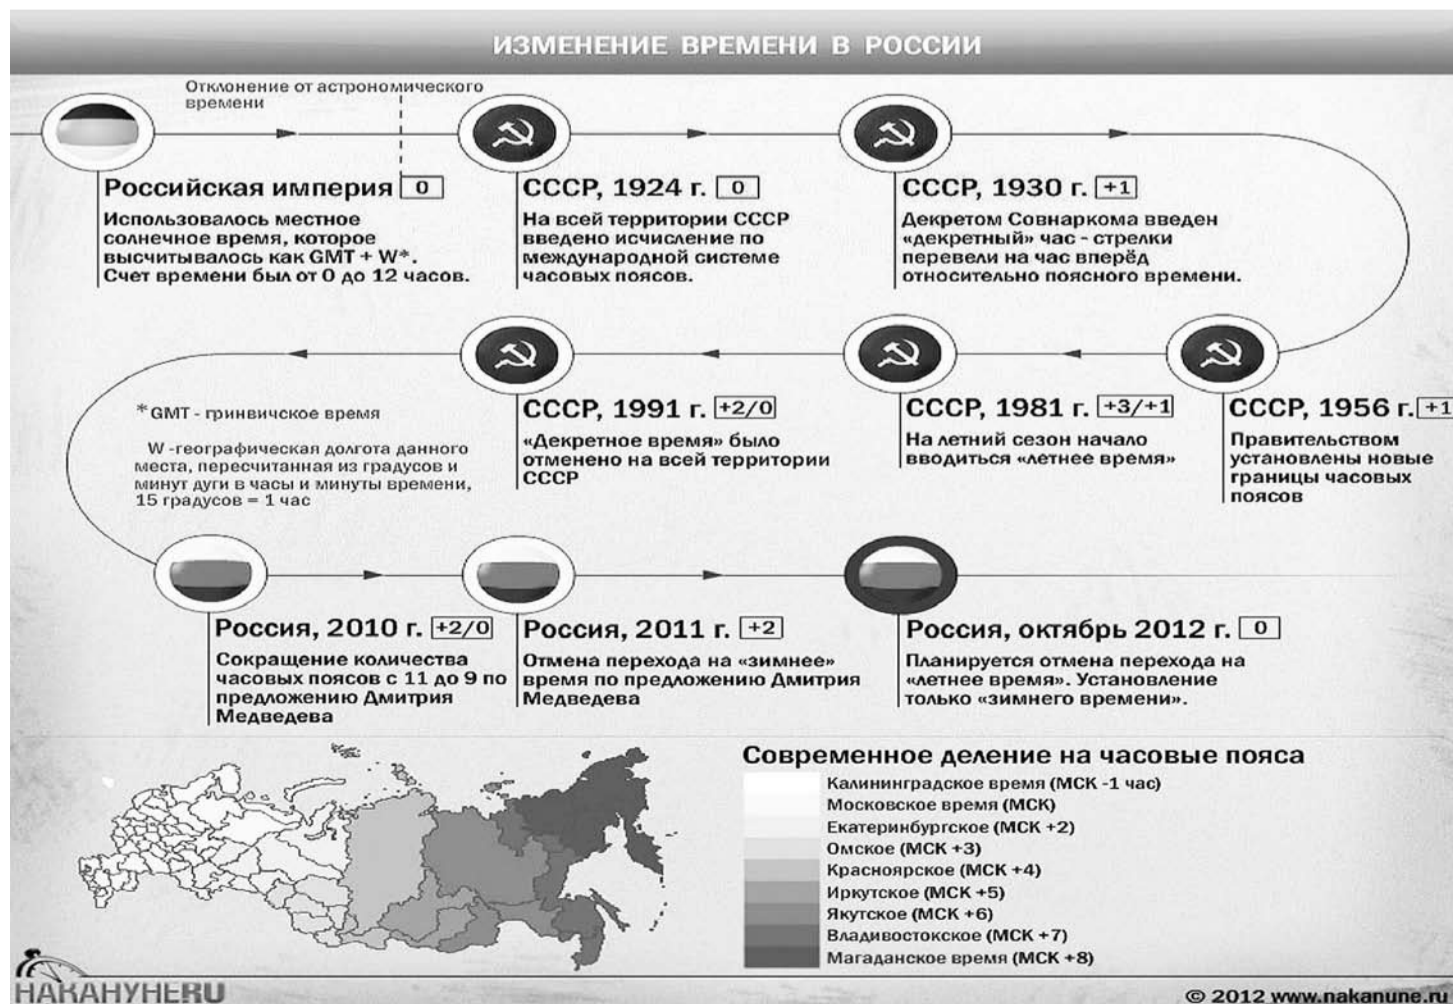 ИЗМЕНЕНИЕ ВРЕМЕНИ В РОССИИ
Отклонение от астрономического
времени
Российская империя 0
Использовалось местное
солнечное время, которое
высчитывалось как GMT + W*.
Счет времени был от 0 до 12 часов.
СССР, 1924 г. 0
На всей территории СССР
введено исчисление по
международной системе
часовых поясов.
СССР, 1930 г. +1
Декретом Совнаркома введен
«декретный» час - стрелки
перевели на час вперёд
относительно поясного времени.
СССР, 1956 г. +1
Правительством
установлены новые
границы часовых
поясов
СССР, 1981 г. +3/+1
На летний сезон начало
вводиться «летнее время»
СССР, 1991 г. +2/0
«Декретное время» было
отменено на всей территории
СССР
* GMT - гринвичское время
W -географическая долгота данного
места, пересчитанная из градусов и
минут дуги в часы и минуты времени,
15 градусов = 1 час
Россия, 2010 г. +2/0
Сокращение количества
часовых поясов с 11 до 9 по
предложению Дмитрия
Медведева
Россия, 2011 г. +2
Отмена перехода на «зимнее»
время по предложению Дмитрия
Медведева
Россия, октябрь 2012 г. 0
Планируется отмена перехода на
«летнее время». Установление
только «зимнего времени».
Современное деление на часовые пояса
Калининградское время (МСК -1 час)
Московское время (МСК)
Екатеринбургское (МСК +2)
Омское (МСК +3)
Красноярское (МСК +4)
Иркутское (МСК +5)
Якутское (МСК +6)
Владивостокское (МСК +7)
Магаданское время (МСК +8)
НАКАНУНЕRU
© 2012 www.nakanune.ru